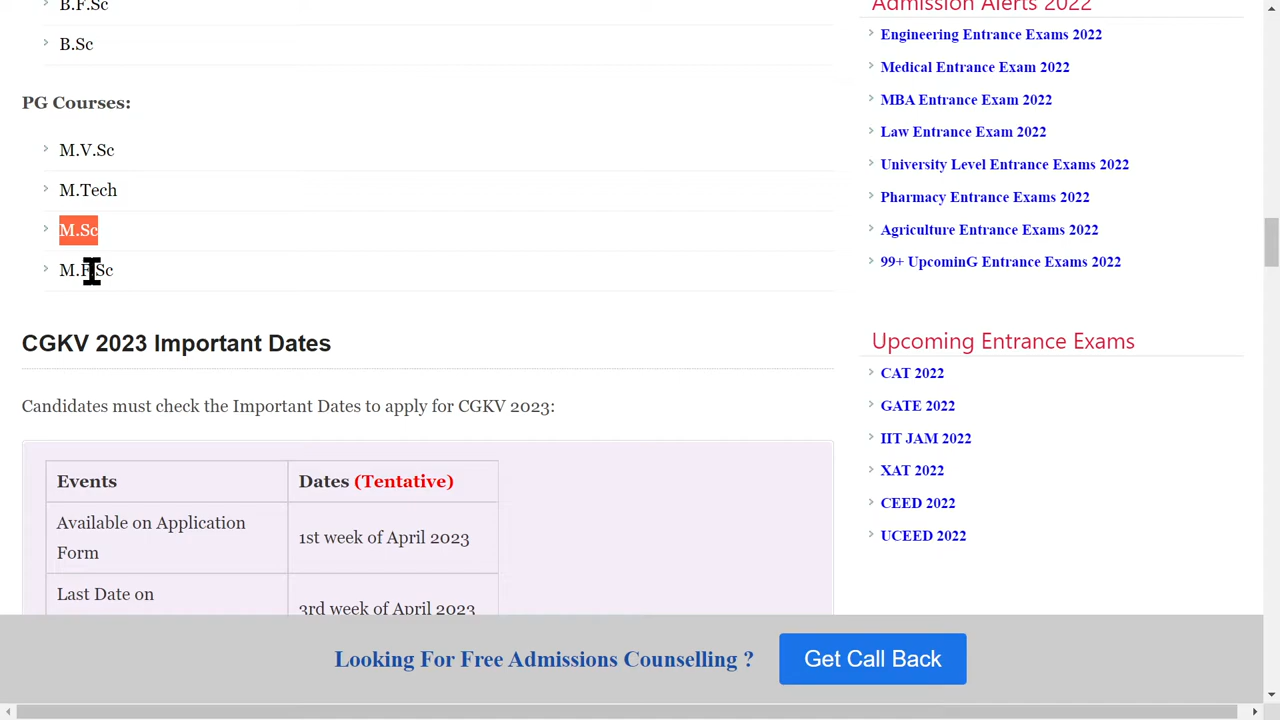 B.F.Sc
B.Sc
PG Courses:
M.V.Sc
M.Tech
M.Sc
M.F.Sc
CGKV 2023 Important Dates
Candidates must check the Important Dates to apply for CGKV 2023:
Events
Dates (Tentative)
Available on Application
Form
1st week of April 2023
Last Date on
3rd week of April 2023
Admission Alerts 2022
Engineering Entrance Exams 2022
Medical Entrance Exam 2022
MBA Entrance Exam 2022
Law Entrance Exam 2022
University Level Entrance Exams 2022
Pharmacy Entrance Exams 2022
Agriculture Entrance Exams 2022
99+ UpcominG Entrance Exams 2022
Upcoming Entrance Exams
CAT 2022
GATE 2022
IIT JAM 2022
XAT 2022
CEED 2022
UCEED 2022
Looking For Free Admissions Counselling ?
Get Call Back